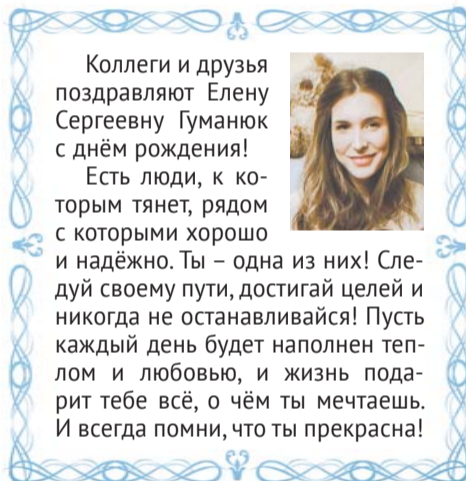 Коллеги и друзья
поздравляют Елену
Сергеевну Гуманюк
с днём рождения!
Есть люди, к ко-
торым тянет, рядом
с которыми хорошо
и надёжно. Ты – одна из них! Сле-
дуй своему пути, достигай целей и
никогда не останавливайся! Пусть
каждый день будет наполнен теп-
лом и любовью, и жизнь пода-
рит тебе всё, о чём ты мечтаешь.
И всегда помни, что ты прекрасна!